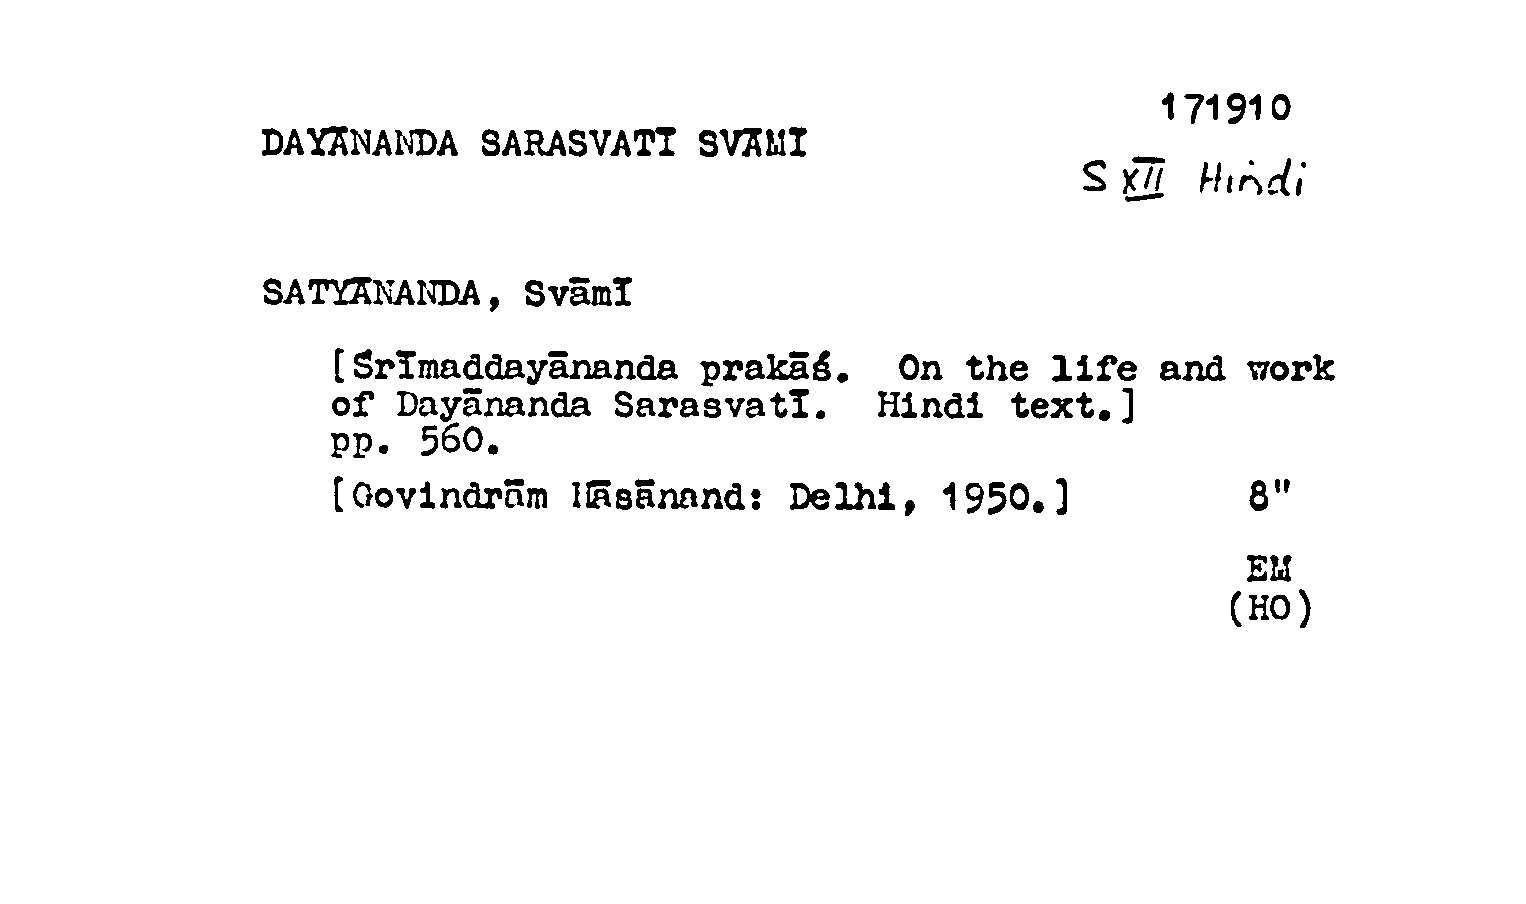 171910
DAYĀNANDA SARASVATĪ SVĀMĪ
S XII Hindi
SATYĀNANDA, Svāmī
[Śrīmaddayānanda prakāś. On the life and work
of Dayānanda Sarasvatī. Hindi text.]
pp. 560.
[Govindrām Hāsānand: Delhi, 1950.] 8"
EM
(HO)